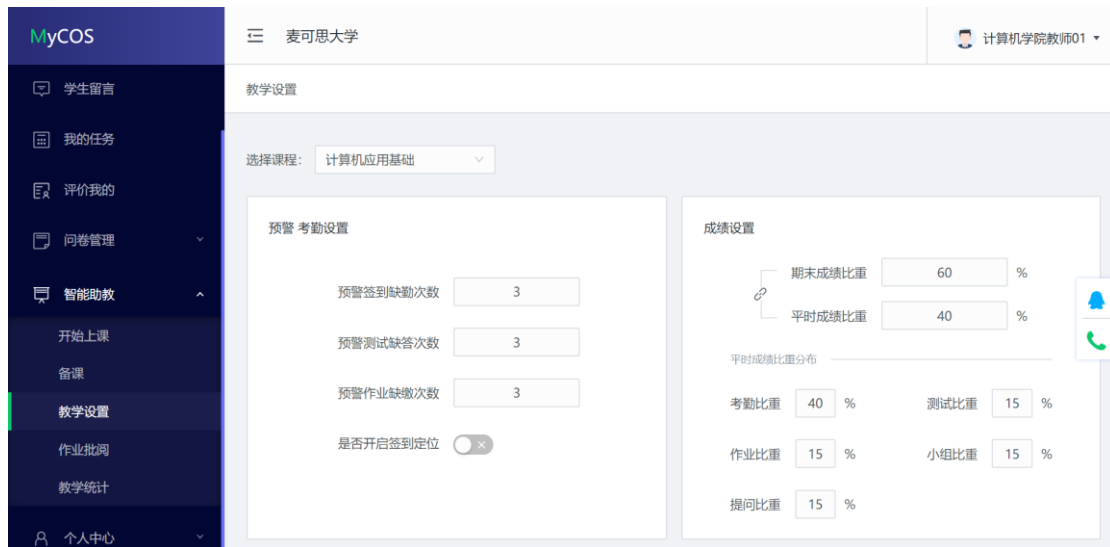 MyCOS
麦可思大学
计算机学院教师01
学生留言
我的任务
评价我的
问卷管理
智能助教
开始上课
备课
教学设置
作业批阅
教学统计
个人中心
教学设置
选择课程: 计算机应用基础
预警 考勤设置
预警签到缺勤次数 3
预警测试缺答次数 3
预警作业缺缴次数 3
是否开启签到定位
成绩设置
期末成绩比重 60 %
平时成绩比重 40 %
平时成绩比重分布
考勤比重 40 % 测试比重 15 %
作业比重 15 % 小组比重 15 %
提问比重 15 %